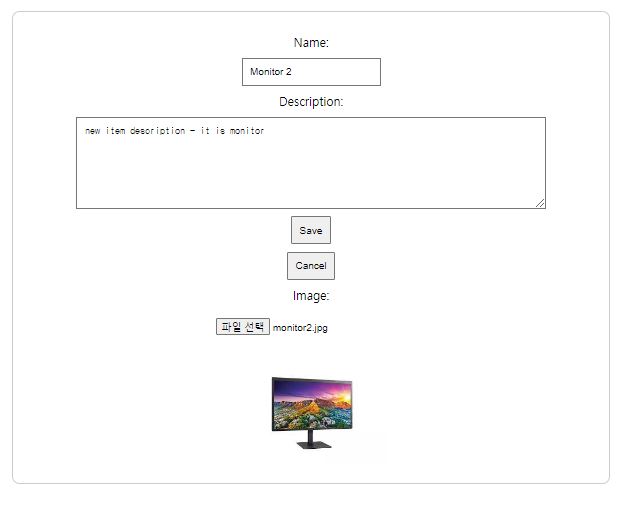 Name:
Monitor 2
Description:
new item description - it is monitor
Save
Cancel
Image:
파일 선택 monitor2.jpg